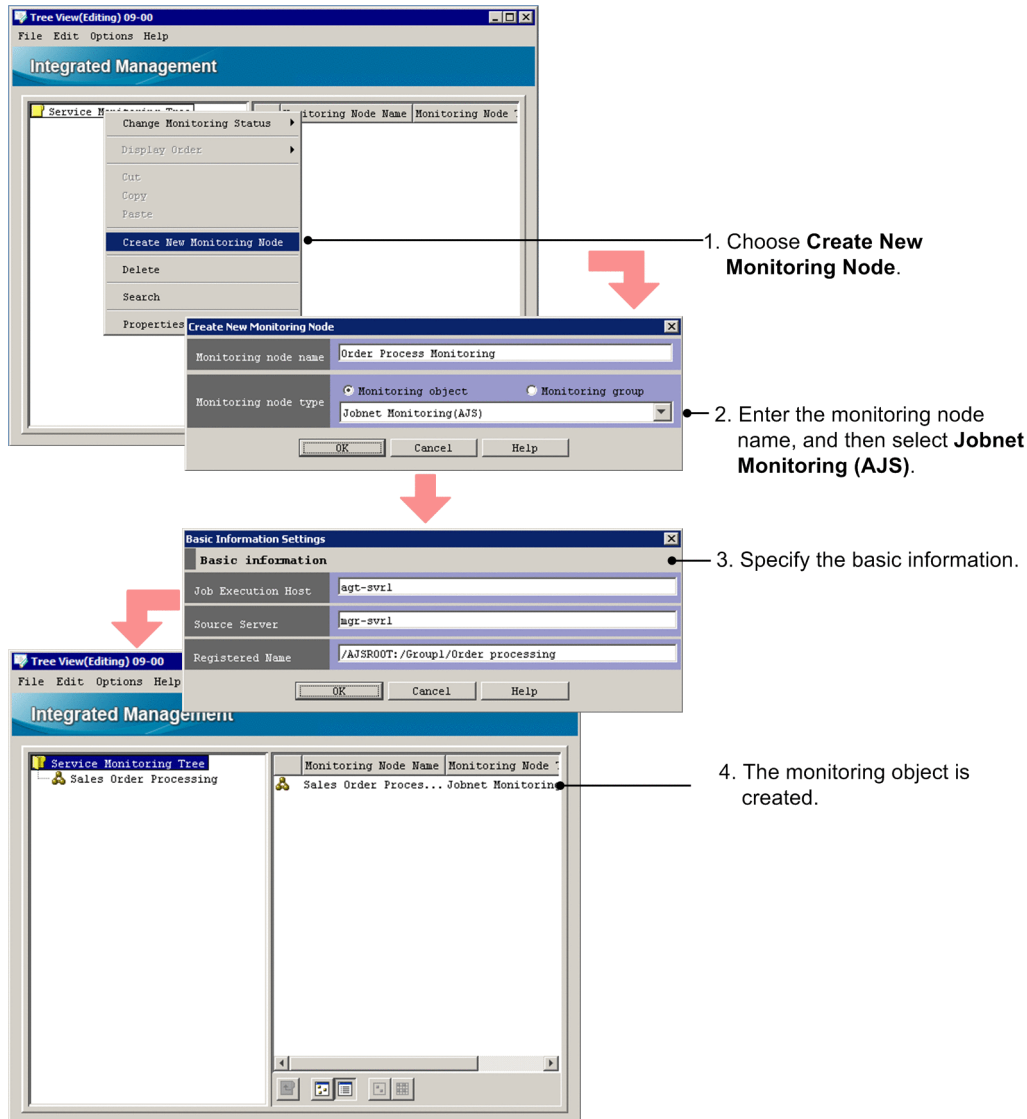 Tree View(Editing) 09-00
File Edit Options Help
Integrated Management
Service Monitoring Tree
Monitoring Node Name Monitoring Node
Change Monitoring Status
Display Order
Cut
Copy
Paste
Create New Monitoring Node
Delete
Search
Properties
1. Choose Create New
Monitoring Node.
Create New Monitoring Node
Monitoring node name
Order Process Monitoring
Monitoring node type
Monitoring object
Monitoring group
Jobnet Monitoring(AJS)
OK Cancel Help
2. Enter the monitoring node
name, and then select Jobnet
Monitoring (AJS).
Basic Information Settings
Basic information
Job Execution Host
agt-svr1
Source Server
mgr-svr1
Registered Name
/AJSROOT:/Group1/Order processing
OK Cancel Help
3. Specify the basic information.
Tree View(Editing) 09-00
File Edit Options Help
Integrated Management
Service Monitoring Tree
Sales Order Processing
Monitoring Node Name Monitoring Node
Sales Order Proces... Jobnet Monitoring
4. The monitoring object is
created.